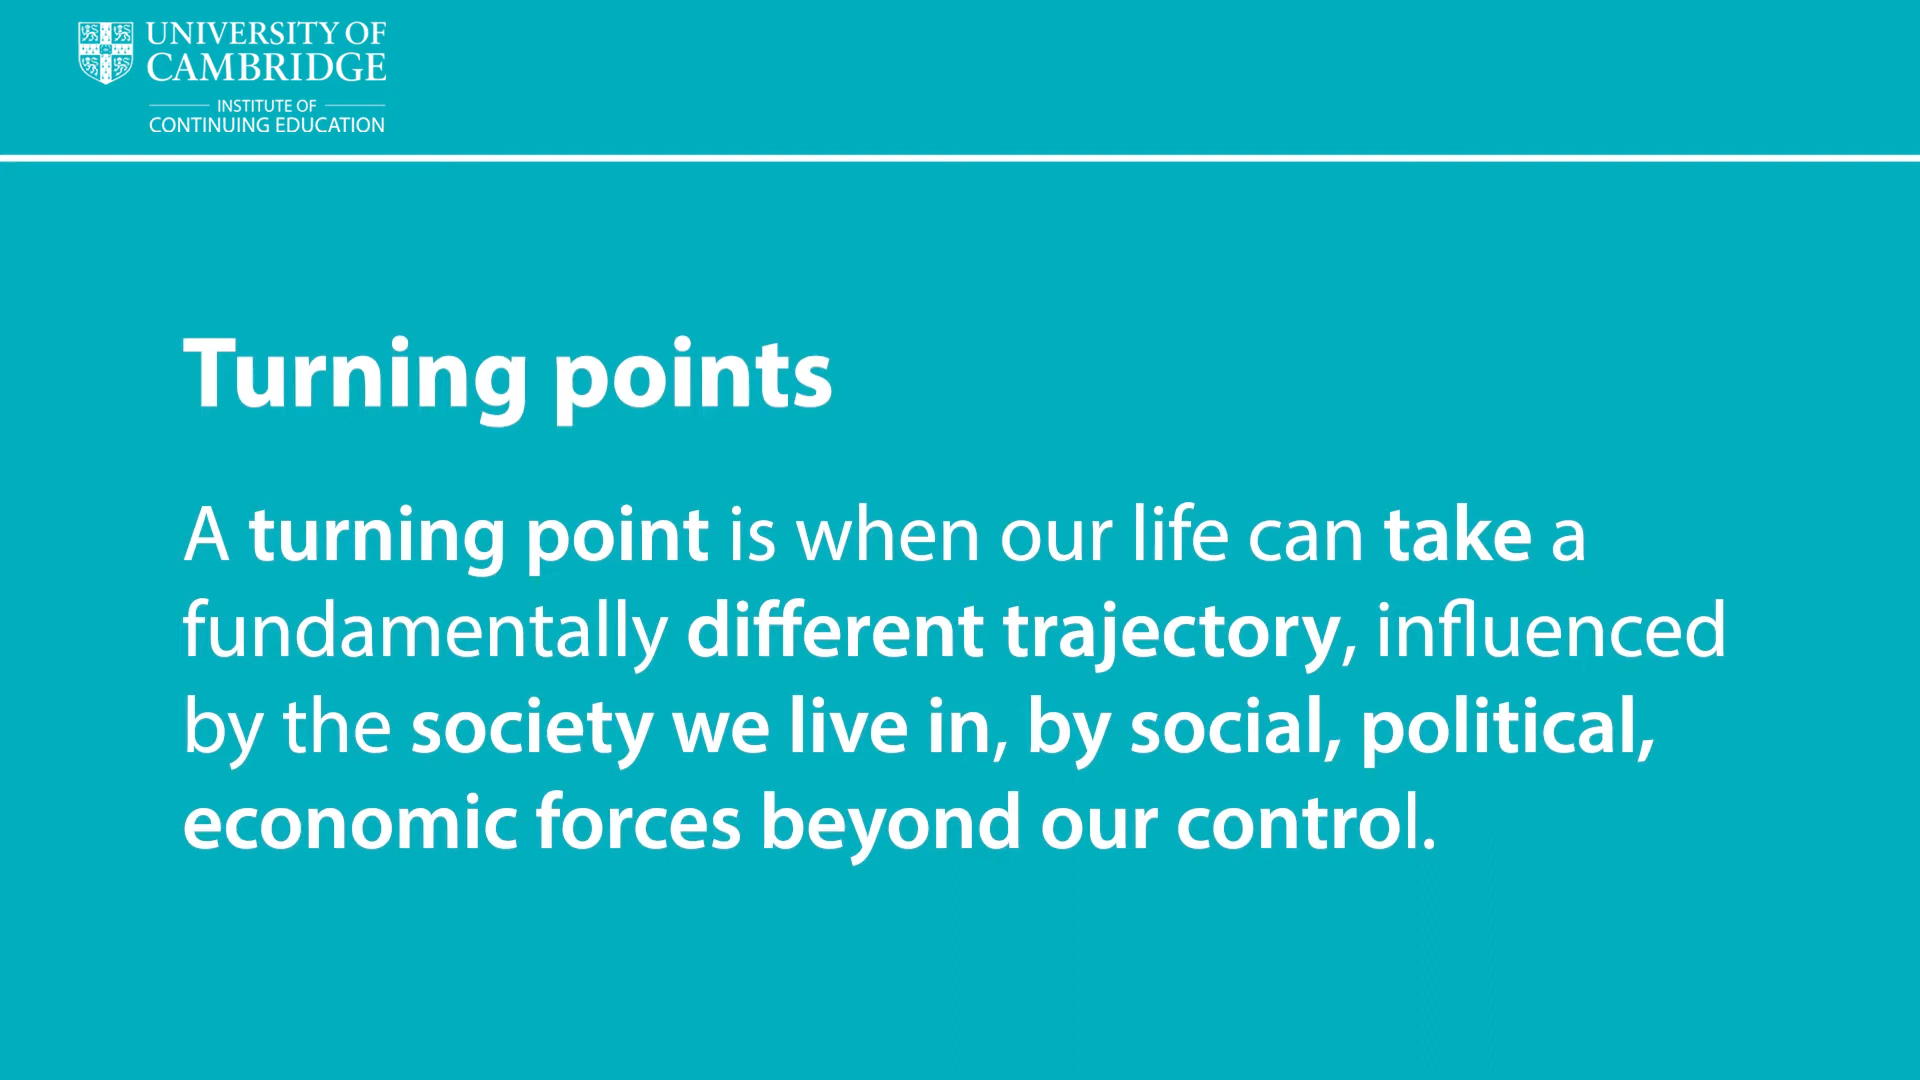 UNIVERSITY OF
CAMBRIDGE
INSTITUTE OF
CONTINUING EDUCATION
Turning points
A turning point is when our life can take a
fundamentally different trajectory, influenced
by the society we live in, by social, political,
economic forces beyond our control.